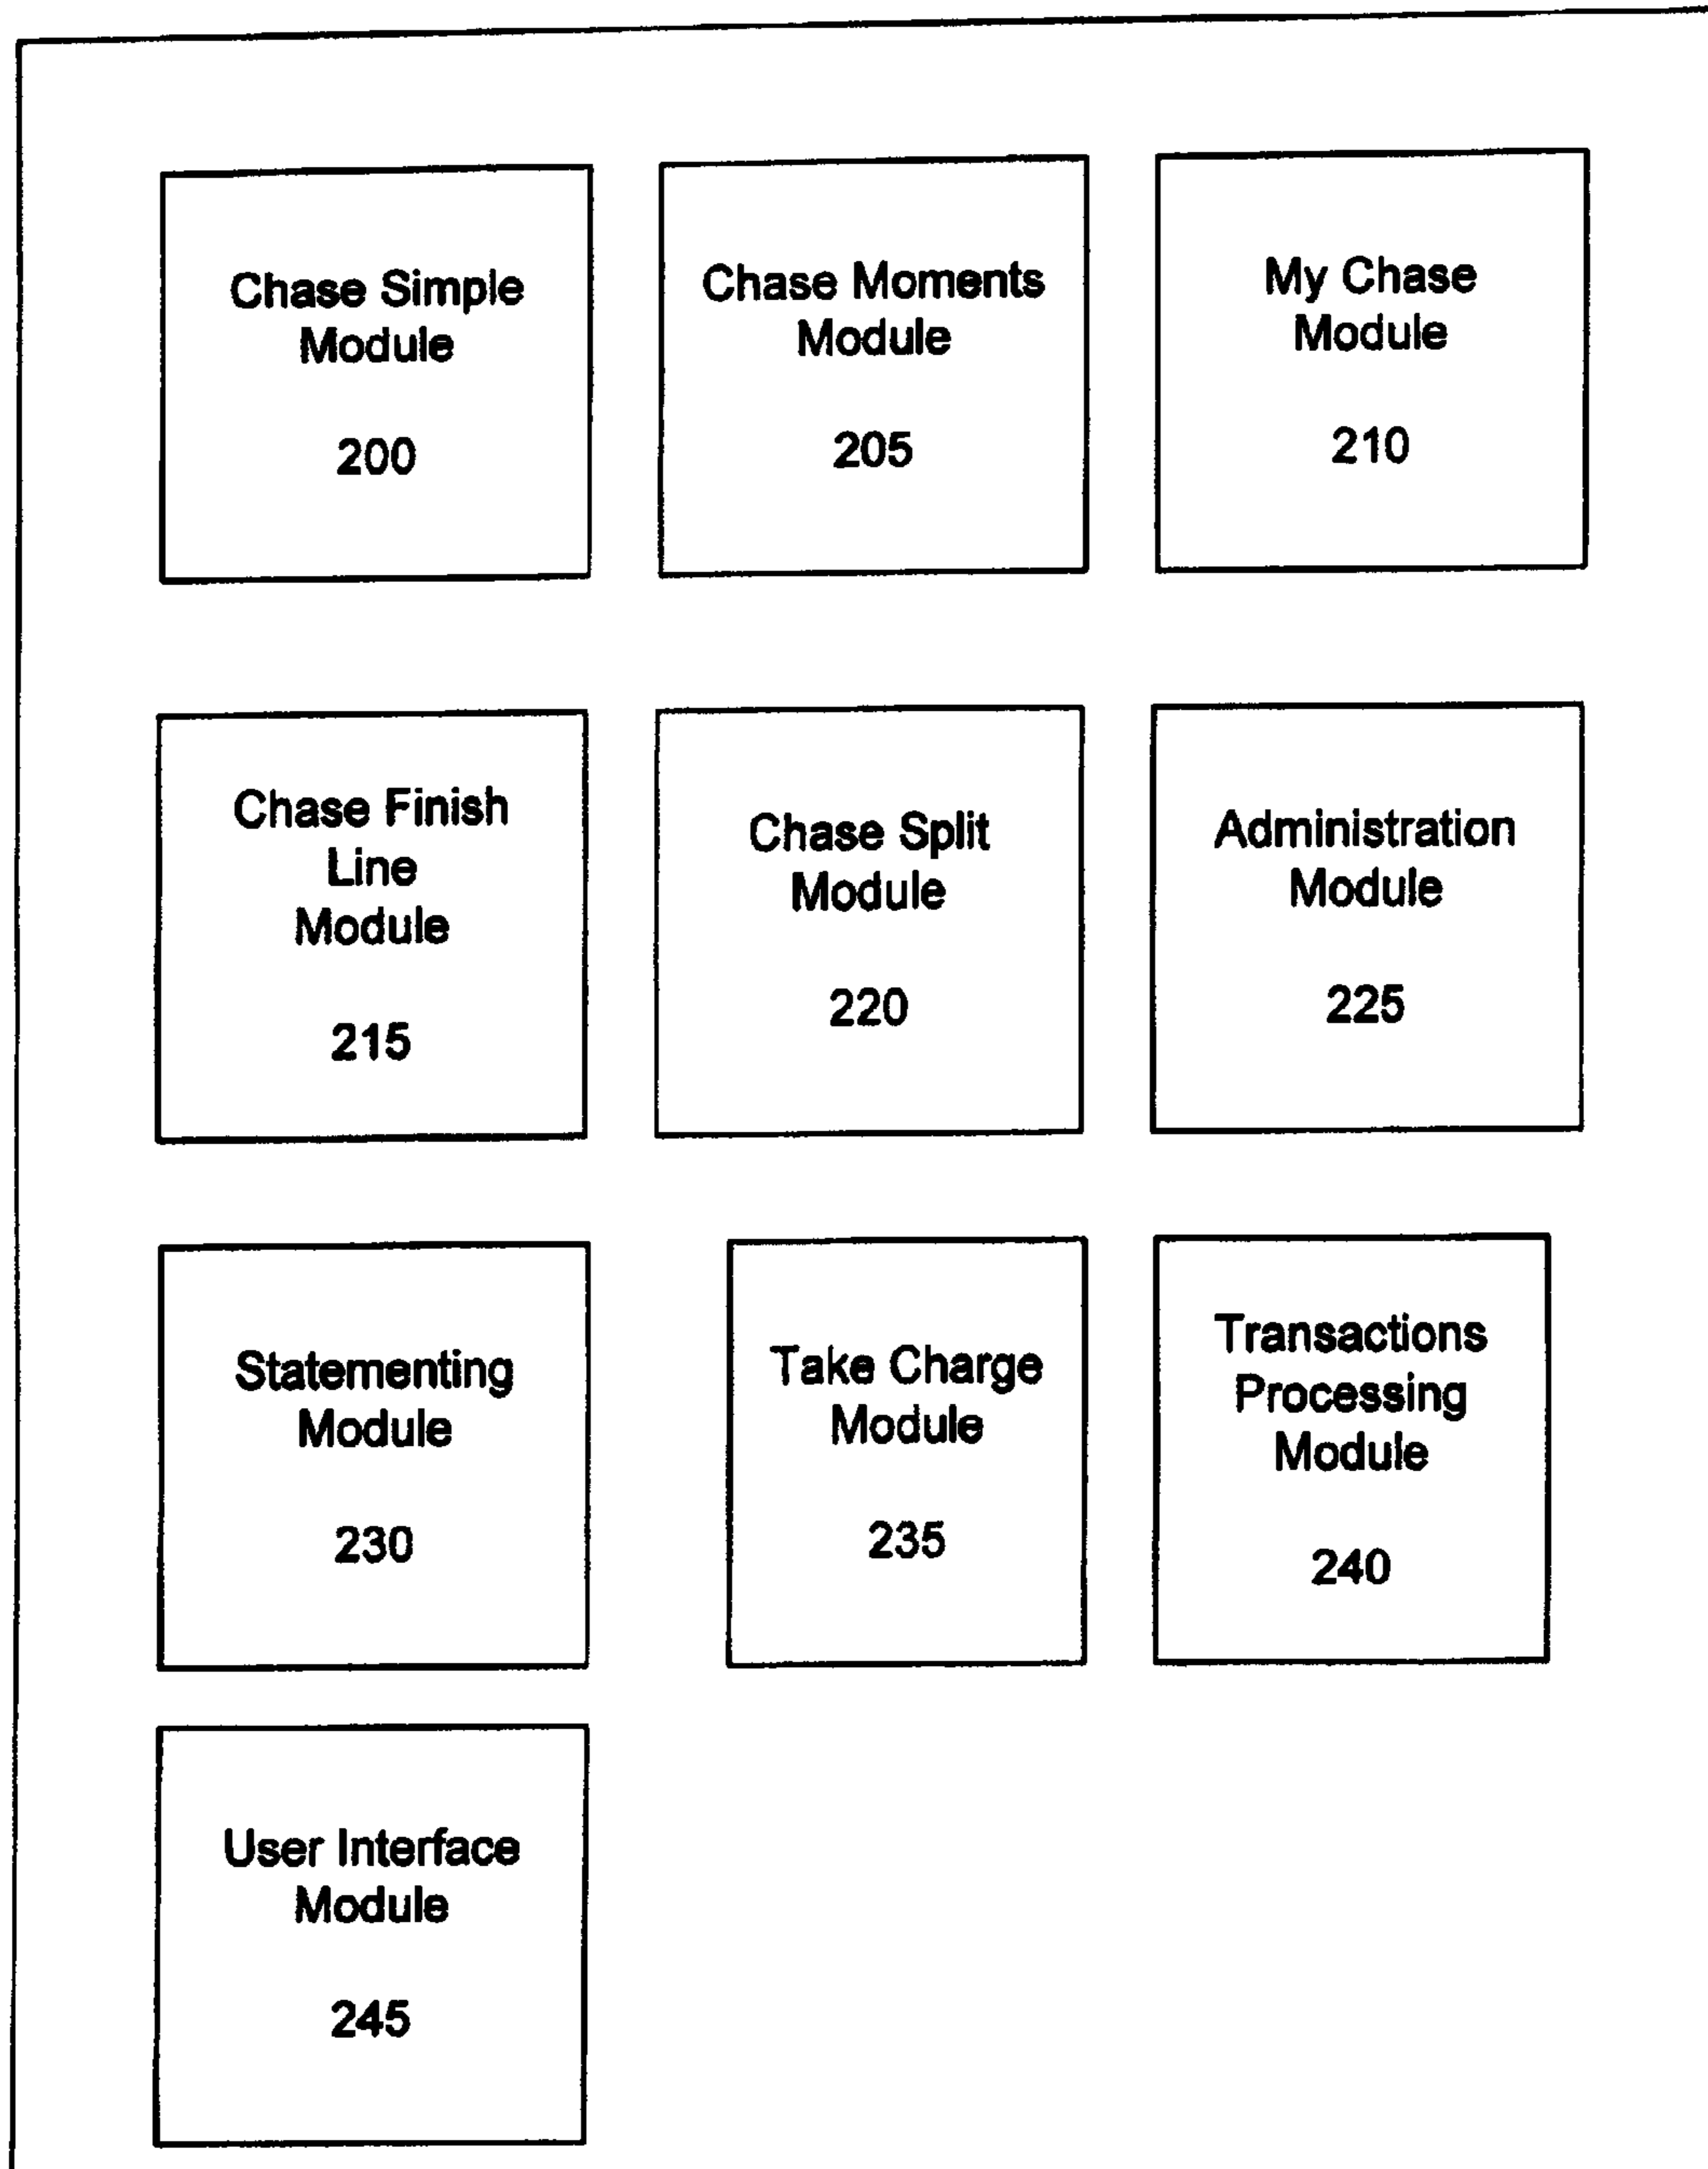 Chase Simple
Module
200
Chase Moments
Module
205
My Chase
Module
210
Chase Finish
Line
Module
215
Chase Split
Module
220
Administration
Module
225
Statementing
Module
230
Take Charge
Module
235
Transactions
Processing
Module
240
User Interface
Module
245